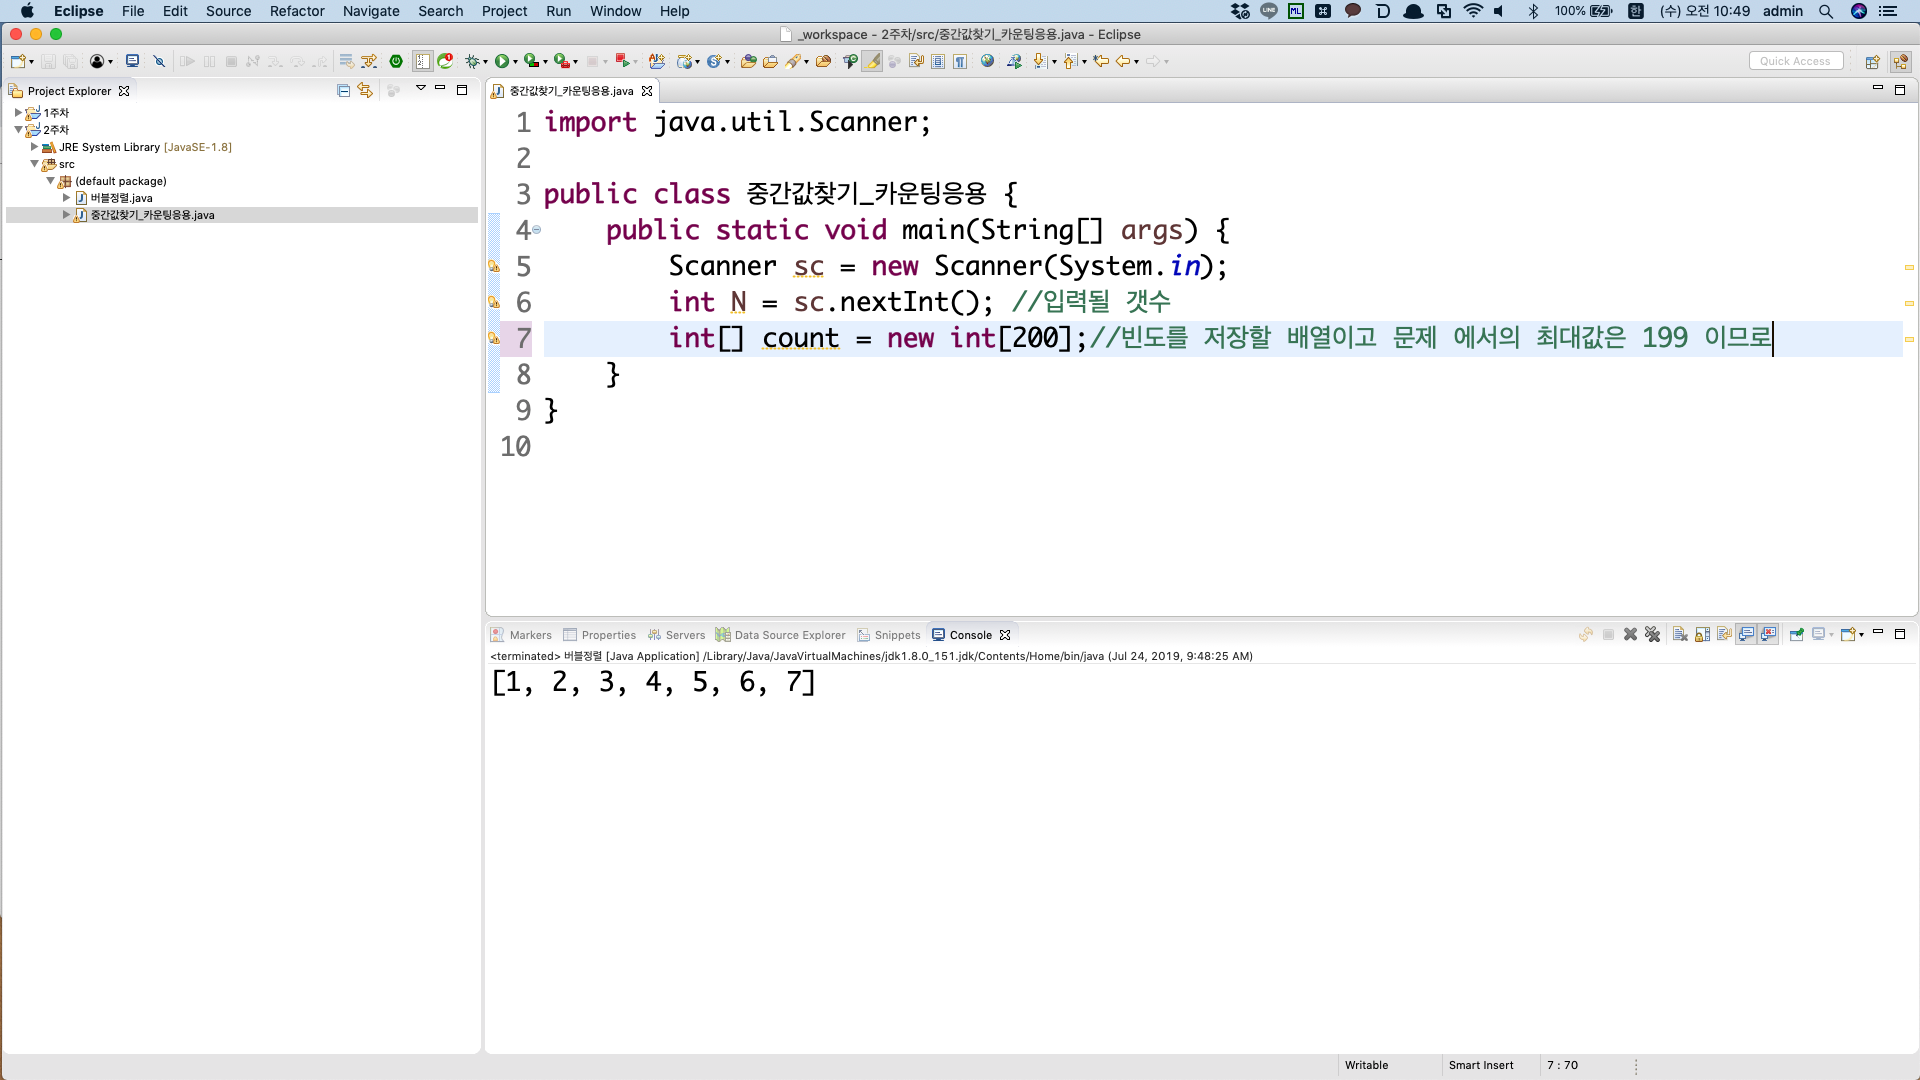 Eclipse File Edit Source Refactor Navigate Search Project Run Window Help
100% 한 (수) 오전 10:49 admin
_workspace - 2주차/src/중간값찾기_카운팅응용.java - Eclipse
Quick Access
Project Explorer
1주차
2주차
JRE System Library [JavaSE-1.8]
src
(default package)
버블정렬.java
중간값찾기_카운팅응용.java
중간값찾기_카운팅응용.java
1 import java.util.Scanner;
2
3 public class 중간값찾기_카운팅응용 {
4 public static void main(String[] args) {
5 Scanner sc = new Scanner(System.in);
6 int N = sc.nextInt(); //입력될 갯수
7 int[] count = new int[200];//빈도를 저장할 배열이고 문제 에서의 최대값은 199 이므로
8 }
9 }
10
Markers Properties Servers Data Source Explorer Snippets Console
<terminated> 버블정렬 [Java Application] /Library/Java/JavaVirtualMachines/jdk1.8.0_151.jdk/Contents/Home/bin/java (Jul 24, 2019, 9:48:25 AM)
[1, 2, 3, 4, 5, 6, 7]
Writable Smart Insert 7 : 70